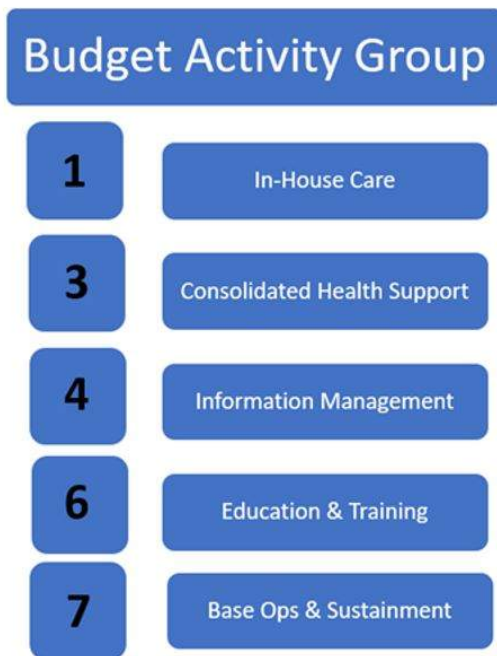 Budget Activity Group
1
In-House Care
3
Consolidated Health Support
4
Information Management
6
Education & Training
7
Base Ops & Sustainment